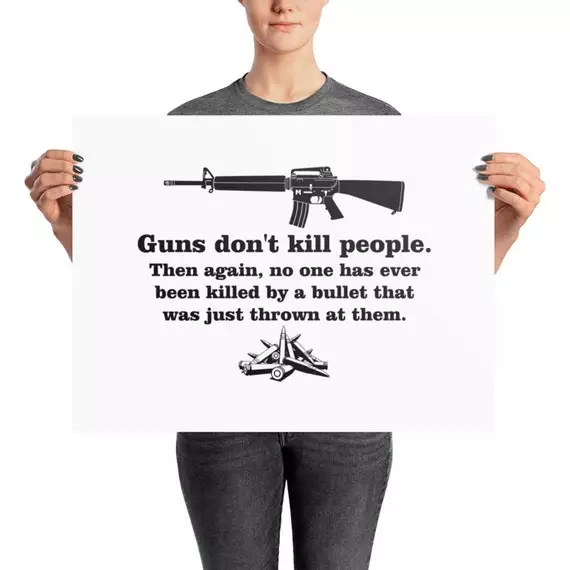 Guns don't kill people.
Then again, no one has ever
been killed by a bullet that
was just thrown at them.